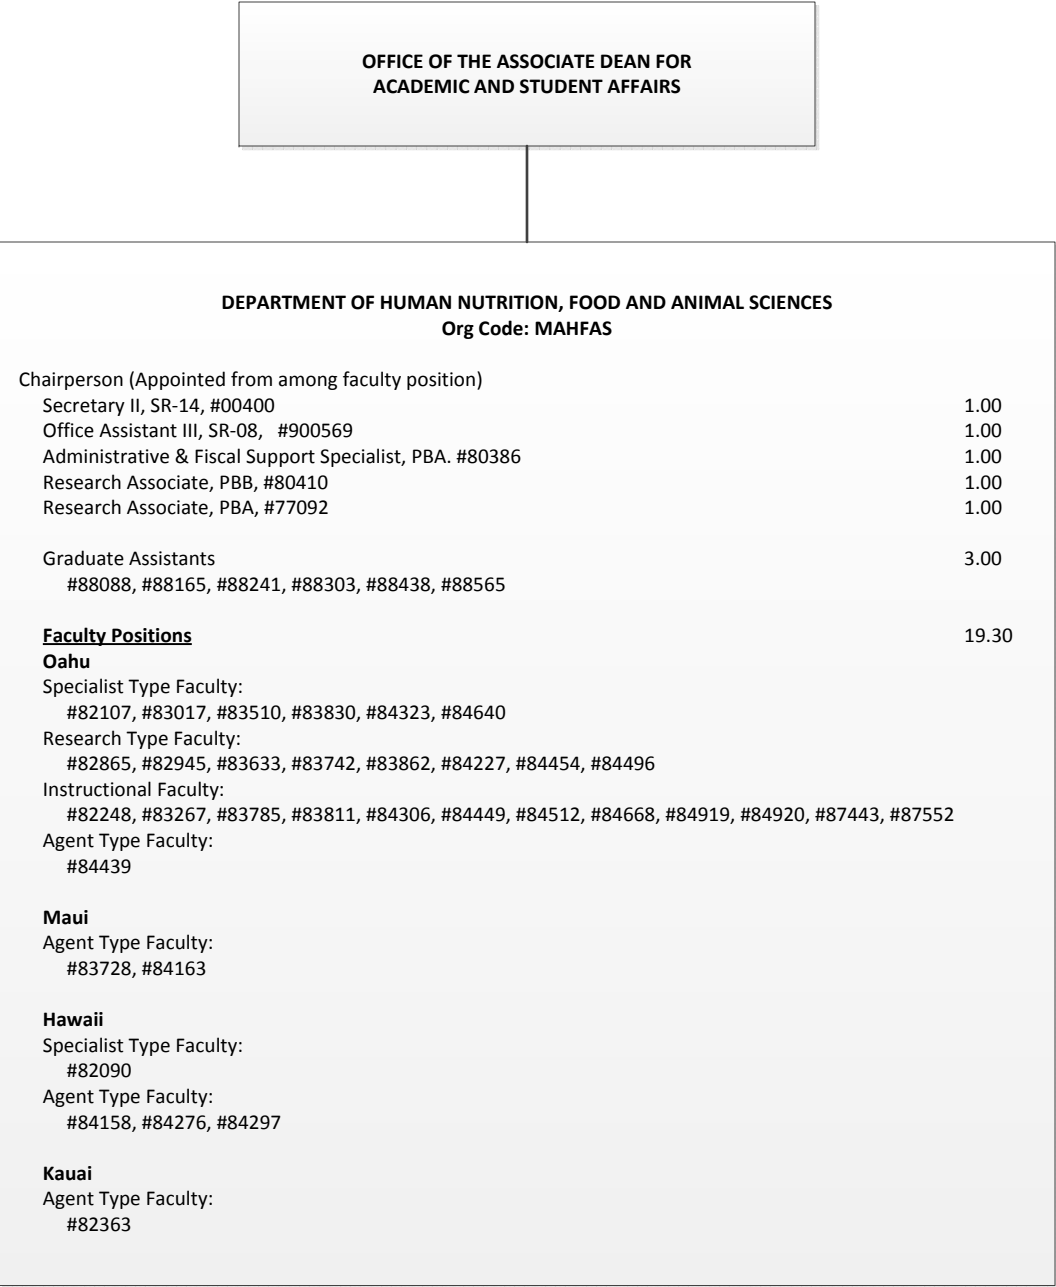 OFFICE OF THE ASSOCIATE DEAN FOR
ACADEMIC AND STUDENT AFFAIRS
DEPARTMENT OF HUMAN NUTRITION, FOOD AND ANIMAL SCIENCES
Org Code: MAHFAS
Chairperson (Appointed from among faculty position)
Secretary II, SR-14, #00400 1.00
Office Assistant III, SR-08, #900569 1.00
Administrative & Fiscal Support Specialist, PBA. #80386 1.00
Research Associate, PBB, #80410 1.00
Research Associate, PBA, #77092 1.00
Graduate Assistants 3.00
#88088, #88165, #88241, #88303, #88438, #88565
Faculty Positions 19.30
Oahu
Specialist Type Faculty:
#82107, #83017, #83510, #83830, #84323, #84640
Research Type Faculty:
#82865, #82945, #83633, #83742, #83862, #84227, #84454, #84496
Instructional Faculty:
#82248, #83267, #83785, #83811, #84306, #84449, #84512, #84668, #84919, #84920, #87443, #87552
Agent Type Faculty:
#84439
Maui
Agent Type Faculty:
#83728, #84163
Hawaii
Specialist Type Faculty:
#82090
Agent Type Faculty:
#84158, #84276, #84297
Kauai
Agent Type Faculty:
#82363